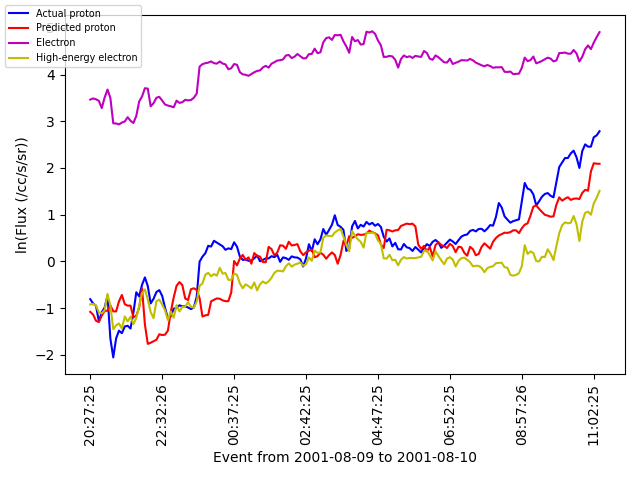 Actual proton
Predicted proton
Electron
High-energy electron
4
3
2
1
0
−1
−2
ln(Flux (/cc/s/sr))
20:27:25
22:32:26
00:37:25
02:42:25
04:47:25
06:52:25
08:57:26
11:02:25
Event from 2001-08-09 to 2001-08-10